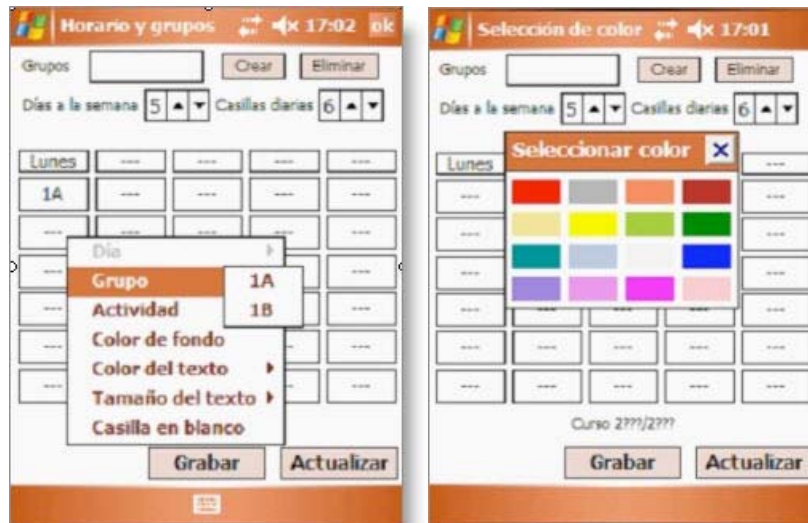 Horario y grupos 17:02 ok
Grupos Crear Eliminar
Días a la semana 5 Casillas diarias 6
Lunes --- --- --- ---
1A --- --- --- ---
--- --- --- --- ---
Día
--- ---
Grupo 1A
Actividad 1B
--- ---
Color de fondo
--- ---
Color del texto
Tamaño del texto
--- ---
Casilla en blanco
Grabar Actualizar
Selección de color 17:01
Grupos Crear Eliminar
Días a la semana 5 Casillas diarias 6
Seleccionar color
Lunes ---
--- ---
--- ---
--- ---
--- --- --- --- ---
--- --- --- --- ---
--- --- --- --- ---
Curso 2???/2???
Grabar Actualizar